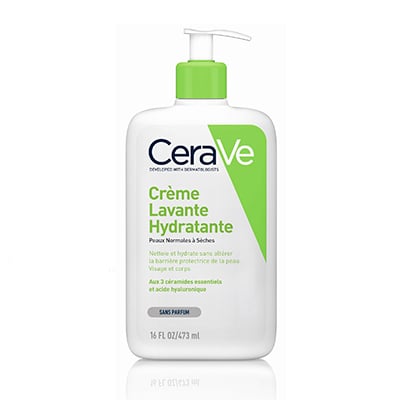 CeraVe
DEVELOPED WITH DERMATOLOGISTS
Crème
Lavante
Hydratante
Peaux Normales à Sèches
Nettoie et hydrate sans altérer
la barrière protectrice de la peau
Visage et corps
Aux 3 céramides essentiels
et acide hyaluronique
SANS PARFUM
16 FL OZ/473 ml